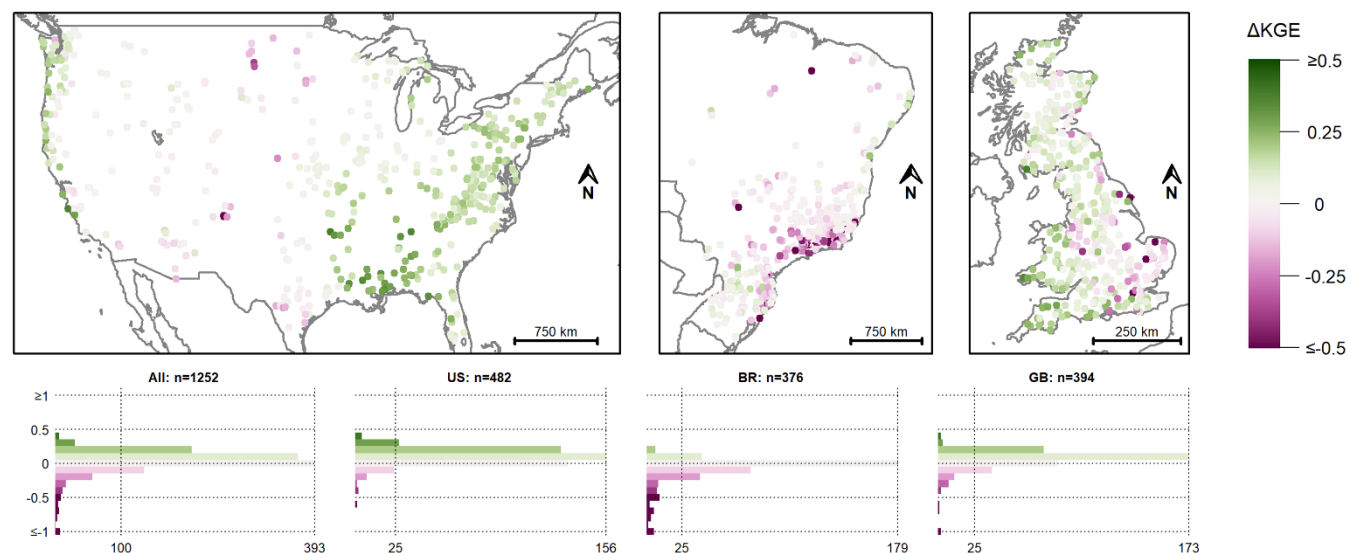 ΔKGE
≥0.5
0.25
0
-0.25
≤-0.5
N
750 km
N
750 km
N
250 km
All: n=1252
US: n=482
BR: n=376
GB: n=394
≥1
0.5
0
-0.5
≤-1
100
393
25
156
25
179
25
173